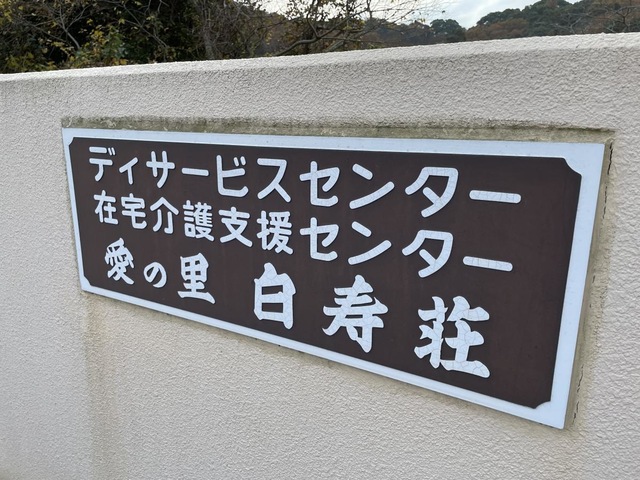 ディサービスセンター
在宅介護支援センター
愛の里 白寿荘